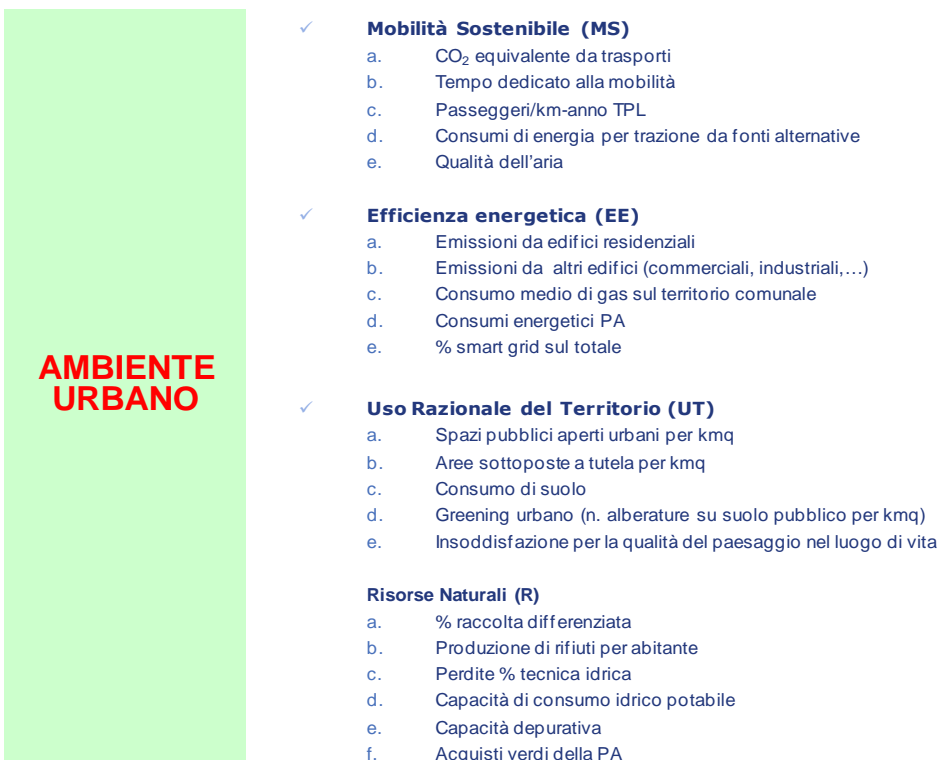 AMBIENTE
URBANO
✓ Mobilità Sostenibile (MS)
a. CO₂ equivalente da trasporti
b. Tempo dedicato alla mobilità
c. Passeggeri/km-anno TPL
d. Consumi di energia per trazione da fonti alternative
e. Qualità dell'aria
✓ Efficienza energetica (EE)
a. Emissioni da edifici residenziali
b. Emissioni da altri edifici (commerciali, industriali,…)
c. Consumo medio di gas sul territorio comunale
d. Consumi energetici PA
e. % smart grid sul totale
✓ Uso Razionale del Territorio (UT)
a. Spazi pubblici aperti urbani per kmq
b. Aree sottoposte a tutela per kmq
c. Consumo di suolo
d. Greening urbano (n. alberature su suolo pubblico per kmq)
e. Insoddisfazione per la qualità del paesaggio nel luogo di vita
Risorse Naturali (R)
a. % raccolta differenziata
b. Produzione di rifiuti per abitante
c. Perdite % tecnica idrica
d. Capacità di consumo idrico potabile
e. Capacità depurativa
f. Acquisti verdi della PA